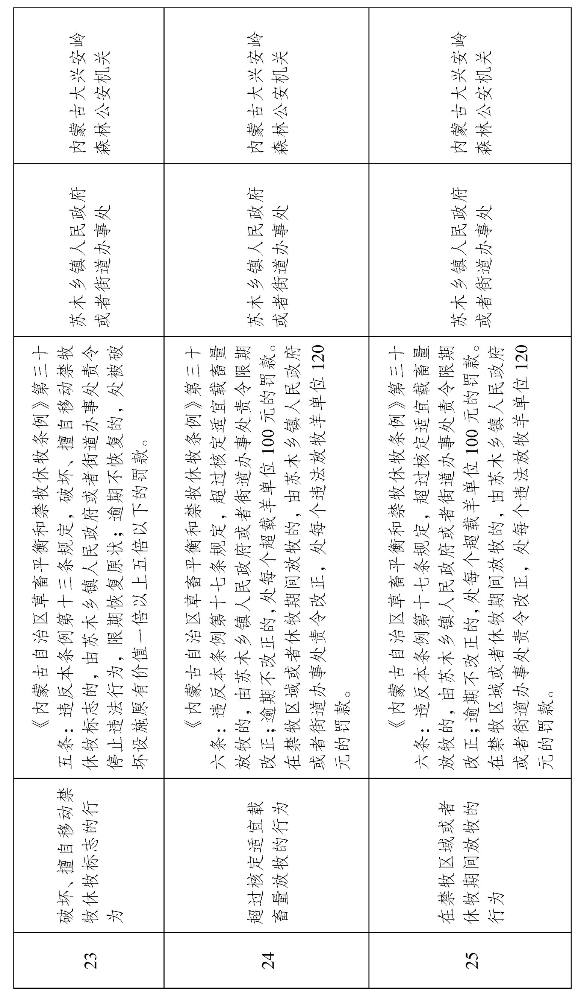 23
破坏、擅自移动禁
牧休牧标志的行
为
《内蒙古自治区草畜平衡和禁牧休牧条例》第三十
五条：违反本条例第十三条规定，破坏、擅自移动禁牧
休牧标志的，由苏木乡镇人民政府或者街道办事处责令
停止违法行为，限期恢复原状；逾期不恢复的，处被破
坏设施原有价值一倍以上五倍以下的罚款。
苏木乡镇人民政府
或者街道办事处
内蒙古大兴安岭
森林公安机关
24
超过核定适宜载
畜量放牧的行为
《内蒙古自治区草畜平衡和禁牧休牧条例》第三十
六条：违反本条例第十七条规定，超过核定适宜载畜量
放牧的，由苏木乡镇人民政府或者街道办事处责令限期
改正；逾期不改正的，处每个超载羊单位 100 元的罚款。
在禁牧区域或者休牧期间放牧的，由苏木乡镇人民政府
或者街道办事处责令改正，处每个违法放牧羊单位 120
元的罚款。
苏木乡镇人民政府
或者街道办事处
内蒙古大兴安岭
森林公安机关
25
在禁牧区域或者
休牧期间放牧的
行为
《内蒙古自治区草畜平衡和禁牧休牧条例》第三十
六条：违反本条例第十七条规定，超过核定适宜载畜量
放牧的，由苏木乡镇人民政府或者街道办事处责令限期
改正；逾期不改正的，处每个超载羊单位 100 元的罚款。
在禁牧区域或者休牧期间放牧的，由苏木乡镇人民政府
或者街道办事处责令改正，处每个违法放牧羊单位 120
元的罚款。
苏木乡镇人民政府
或者街道办事处
内蒙古大兴安岭
森林公安机关